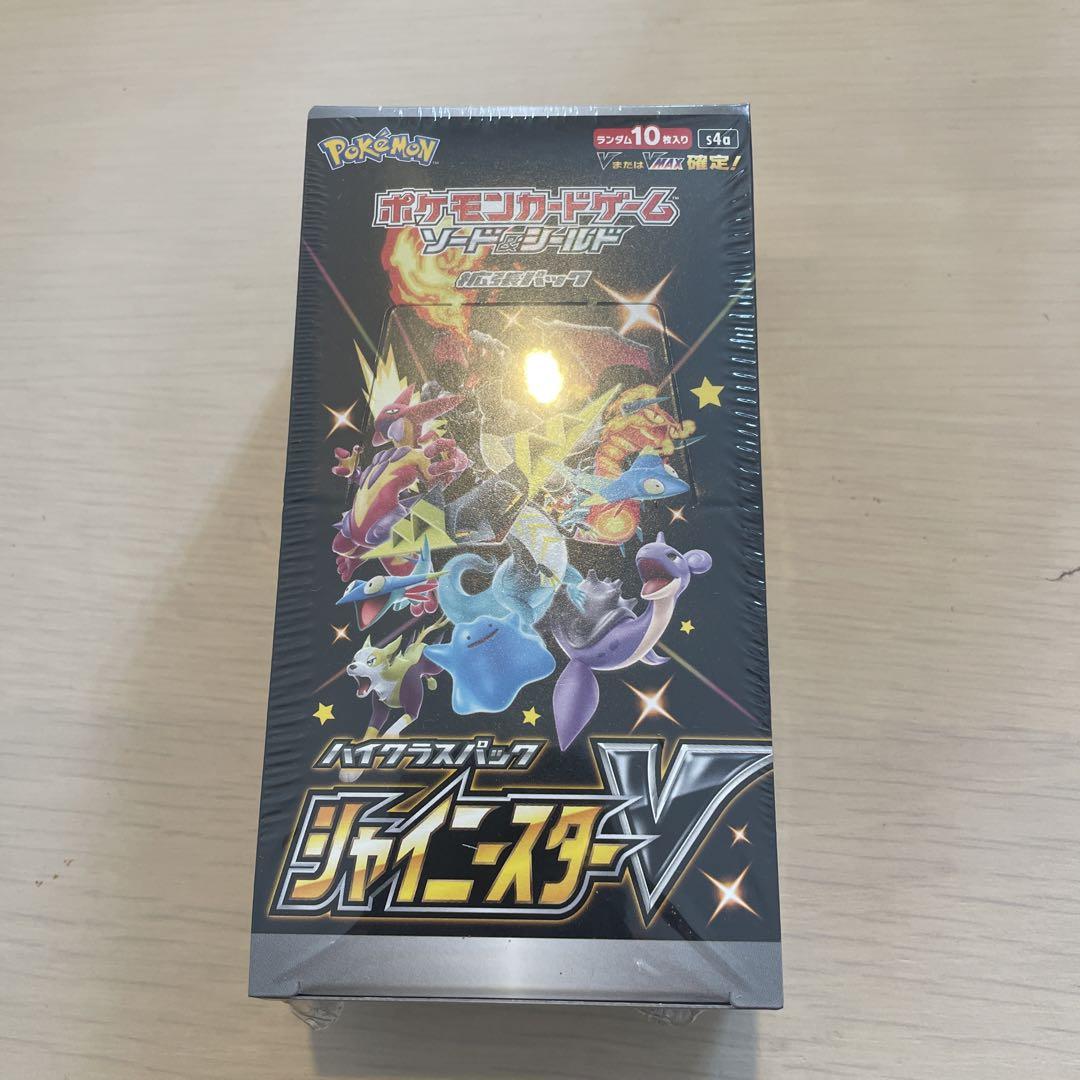 POKÉMON™
ランダム10枚入り s4a
VまたはVMAX 確定!
ポケモンカードゲーム™
ソード&シールド
拡張パック
ハイクラスパック
シャイニースターV